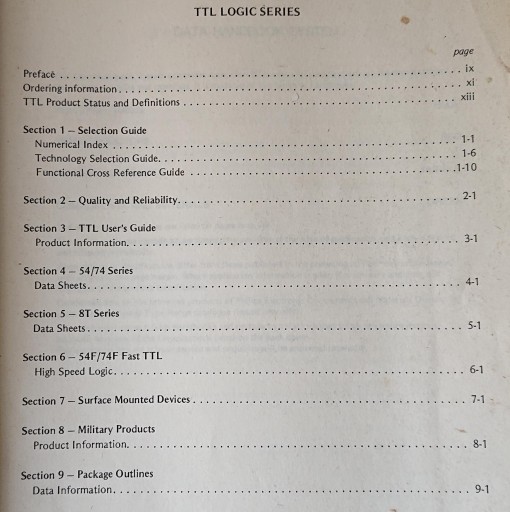 TTL LOGIC SERIES
page
Preface . . . . . . . . . . . . . . . . . . . . . . . . . . . . . . . . . . . . . . . . ix
Ordering information . . . . . . . . . . . . . . . . . . . . . . . . . . . . . . . . . . . . . . . . xi
TTL Product Status and Definitions . . . . . . . . . . . . . . . . . . . . . . . . . . . . . . . . . . . . . . . . xiii
Section 1 – Selection Guide
Numerical Index . . . . . . . . . . . . . . . . . . . . . . . . . . . . . . . . . . . . . . . . 1-1
Technology Selection Guide. . . . . . . . . . . . . . . . . . . . . . . . . . . . . . . . . . . . . . . . 1-6
Functional Cross Reference Guide . . . . . . . . . . . . . . . . . . . . . . . . . . . . . . . . . . . . . . . . 1-10
Section 2 – Quality and Reliability. . . . . . . . . . . . . . . . . . . . . . . . . . . . . . . . . . . . . . . . 2-1
Section 3 – TTL User's Guide
Product Information. . . . . . . . . . . . . . . . . . . . . . . . . . . . . . . . . . . . . . . . 3-1
Section 4 – 54/74 Series
Data Sheets. . . . . . . . . . . . . . . . . . . . . . . . . . . . . . . . . . . . . . . . 4-1
Section 5 – 8T Series
Data Sheets. . . . . . . . . . . . . . . . . . . . . . . . . . . . . . . . . . . . . . . . 5-1
Section 6 – 54F/74F Fast TTL
High Speed Logic. . . . . . . . . . . . . . . . . . . . . . . . . . . . . . . . . . . . . . . . 6-1
Section 7 – Surface Mounted Devices . . . . . . . . . . . . . . . . . . . . . . . . . . . . . . . . . . . . . . . . 7-1
Section 8 – Military Products
Product Information. . . . . . . . . . . . . . . . . . . . . . . . . . . . . . . . . . . . . . . . 8-1
Section 9 – Package Outlines
Data Information. . . . . . . . . . . . . . . . . . . . . . . . . . . . . . . . . . . . . . . . 9-1